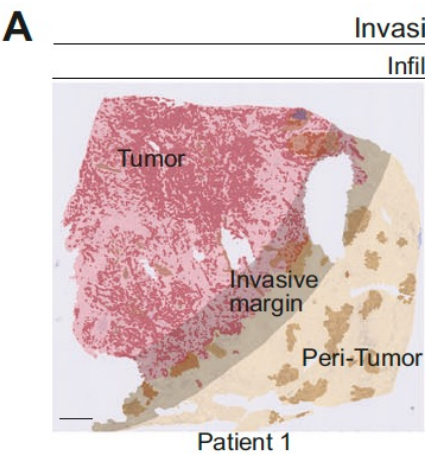 A
Invasi
Infil
Tumor
Invasive
margin
Peri-Tumor
Patient 1